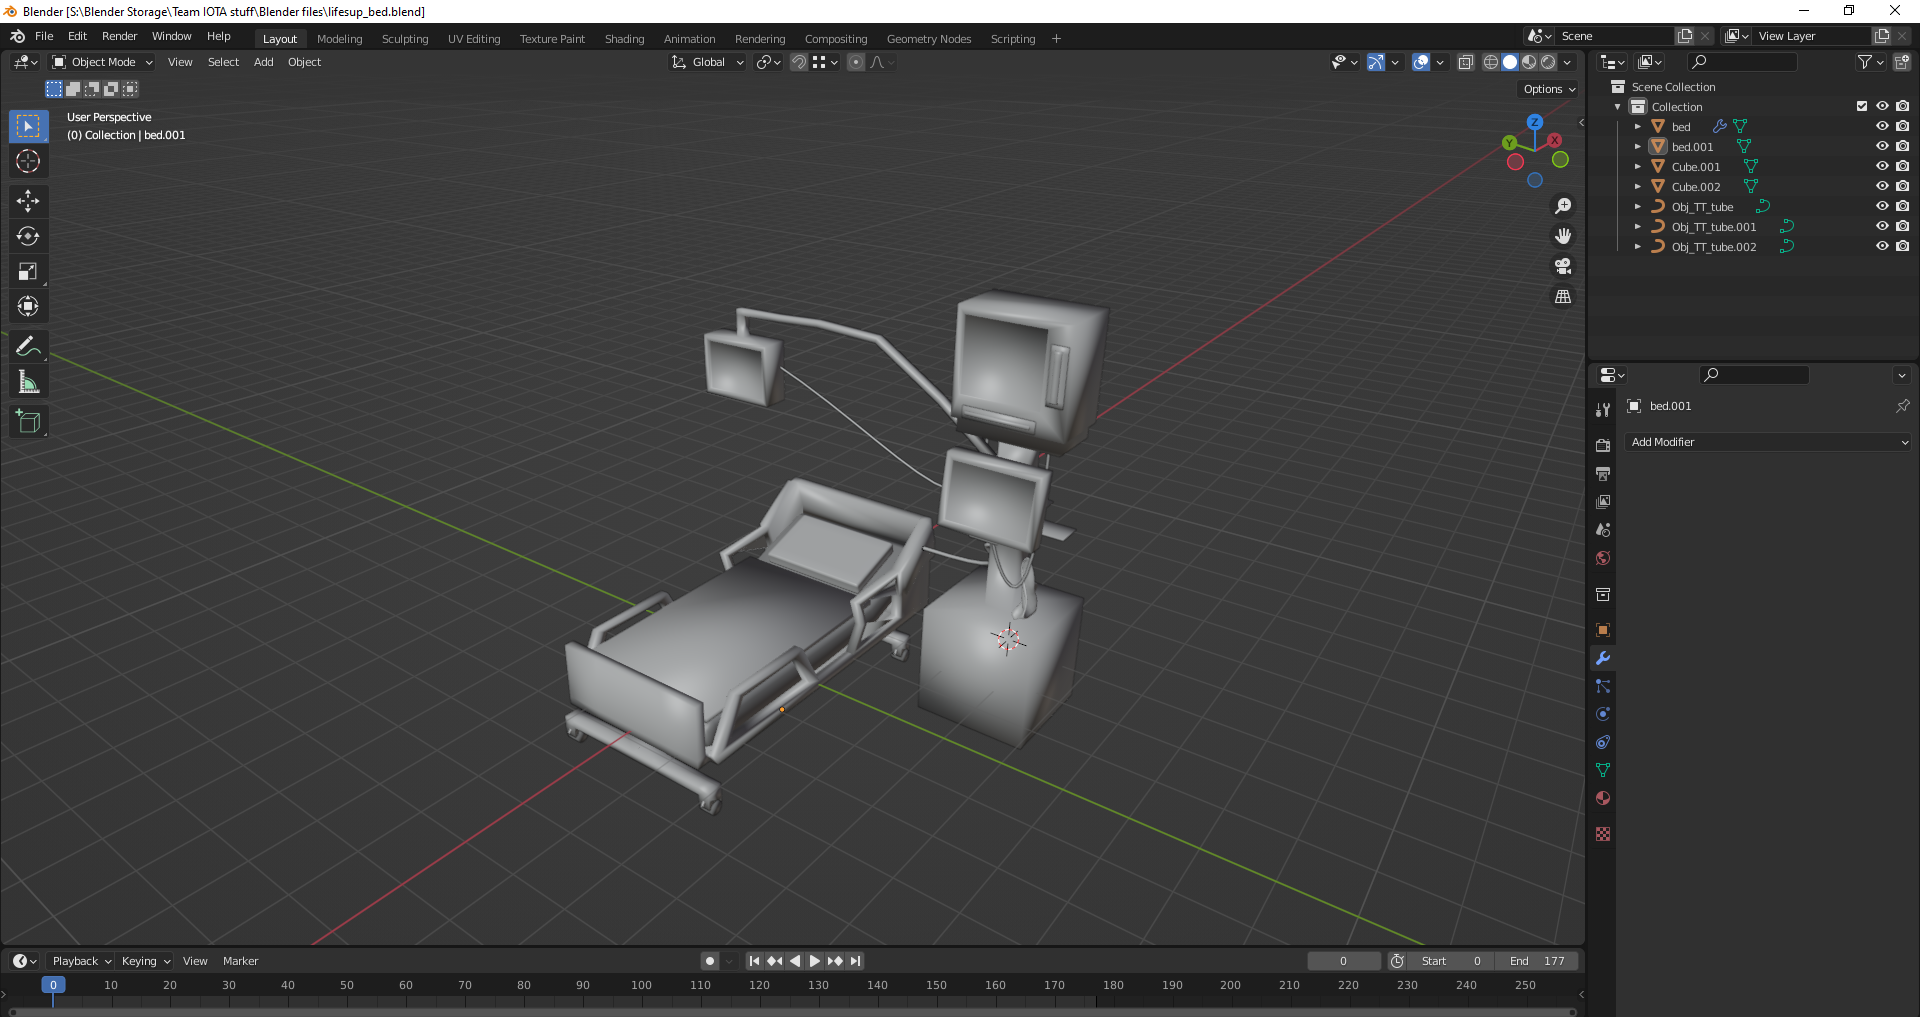 Blender [S:\Blender Storage\Team IOTA stuff\Blender files\lifesup_bed.blend]
File Edit Render Window Help Layout Modeling Sculpting UV Editing Texture Paint Shading Animation Rendering Compositing Geometry Nodes Scripting + Scene View Layer
Object Mode View Select Add Object Global
Options
User Perspective
(0) Collection | bed.001
Z
Y
X
Scene Collection
Collection
bed
bed.001
Cube.001
Cube.002
Obj_TT_tube
Obj_TT_tube.001
Obj_TT_tube.002
bed.001
Add Modifier
Playback Keying View Marker 0 Start 0 End 177
0 10 20 30 40 50 60 70 80 90 100 110 120 130 140 150 160 170 180 190 200 210 220 230 240 250